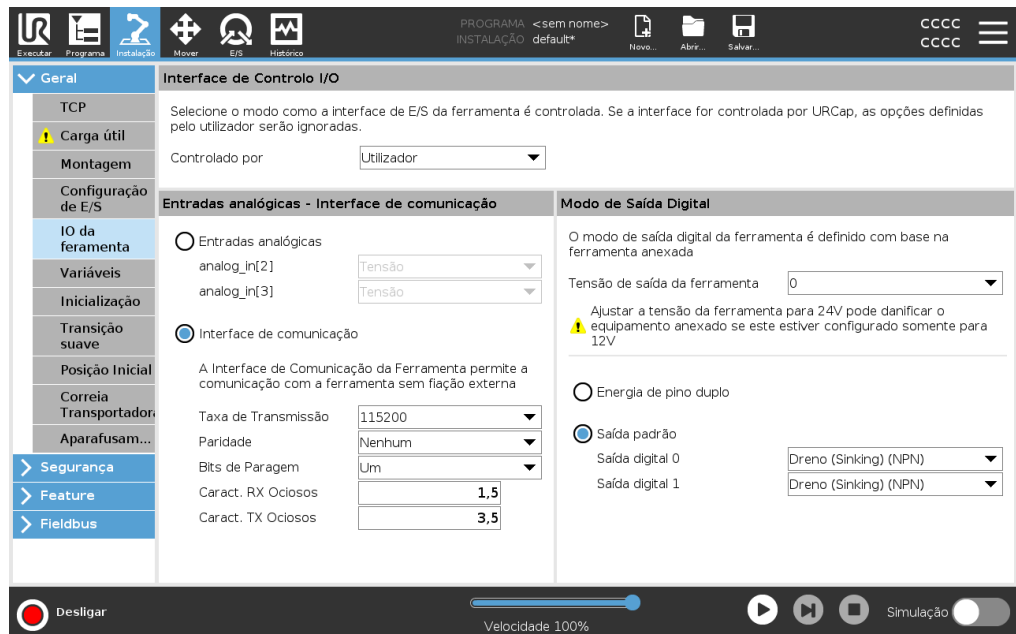 PROGRAMA <sem nome>
INSTALAÇÃO default*
Executar Programa Instalação Mover E/S Histórico Novo... Abrir... Salvar...
cccc
cccc
Geral
TCP
Carga útil
Montagem
Configuração
de E/S
IO da
feramenta
Variáveis
Inicialização
Transição
suave
Posição Inicial
Correia
Transportadora
Aparafusam...
Segurança
Feature
Fieldbus
Interface de Controlo I/O
Selecione o modo como a interface de E/S da ferramenta é controlada. Se a interface for controlada por URCap, as opções definidas
pelo utilizador serão ignoradas.
Controlado por Utilizador
Entradas analógicas - Interface de comunicação
Entradas analógicas
analog_in[2] Tensão
analog_in[3] Tensão
Interface de comunicação
A Interface de Comunicação da Ferramenta permite a
comunicação com a ferramenta sem fiação externa
Taxa de Transmissão 115200
Paridade Nenhum
Bits de Paragem Um
Caract. RX Ociosos 1,5
Caract. TX Ociosos 3,5
Modo de Saída Digital
O modo de saída digital da ferramenta é definido com base na
ferramenta anexada
Tensão de saída da ferramenta 0
Ajustar a tensão da ferramenta para 24V pode danificar o
equipamento anexado se este estiver configurado somente para
12V
Energia de pino duplo
Saída padrão
Saída digital 0 Dreno (Sinking) (NPN)
Saída digital 1 Dreno (Sinking) (NPN)
Desligar
Velocidade 100%
Simulação